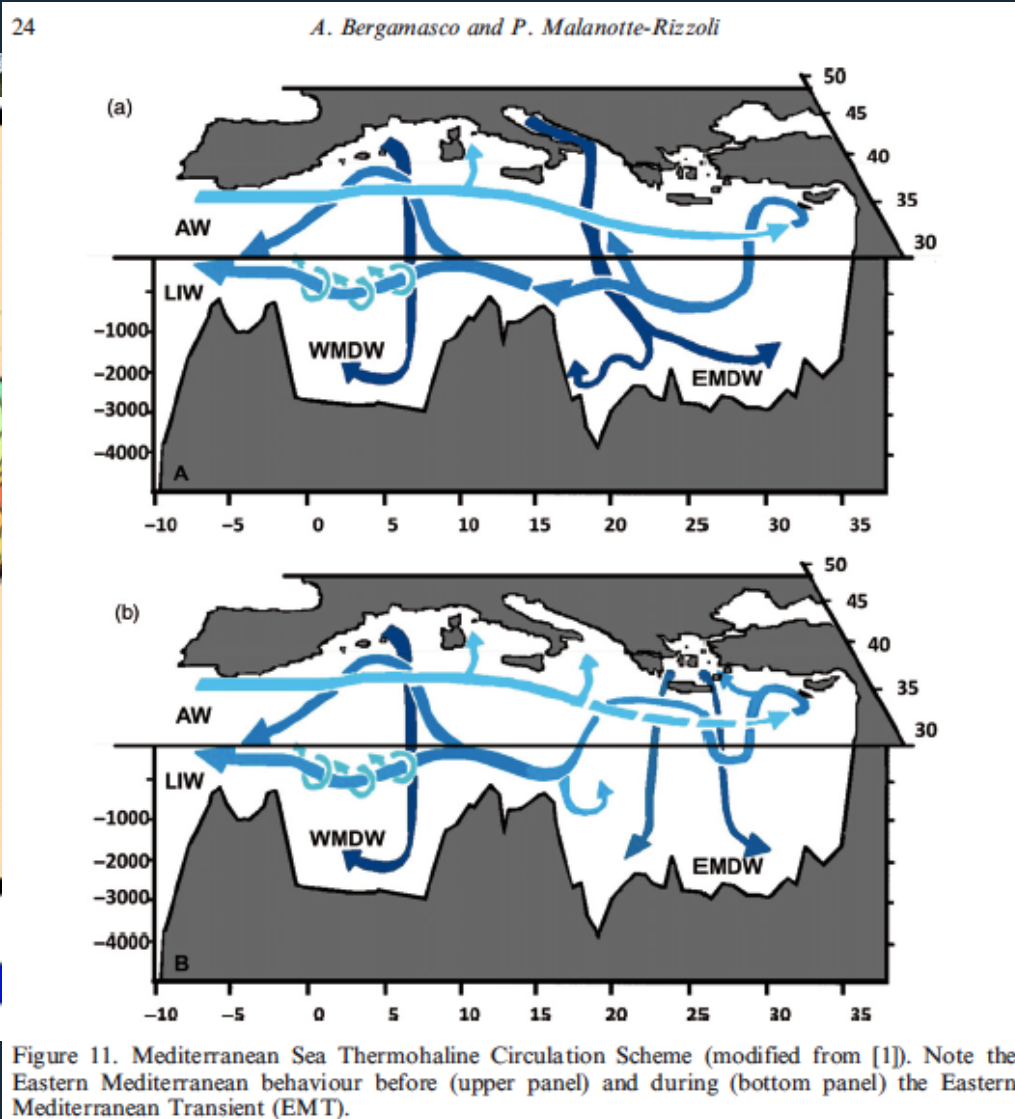 24
A. Bergamasco and P. Malanotte-Rizzoli
(a)
50
45
40
35
30
AW
LIW
−1000
−2000
−3000
−4000
WMDW
EMDW
A
−10 −5 0 5 10 15 20 25 30 35
(b)
50
45
40
35
30
AW
LIW
−1000
−2000
−3000
−4000
WMDW
EMDW
B
−10 −5 0 5 10 15 20 25 30 35
Figure 11. Mediterranean Sea Thermohaline Circulation Scheme (modified from [1]). Note the
Eastern Mediterranean behaviour before (upper panel) and during (bottom panel) the Eastern
Mediterranean Transient (EMT).